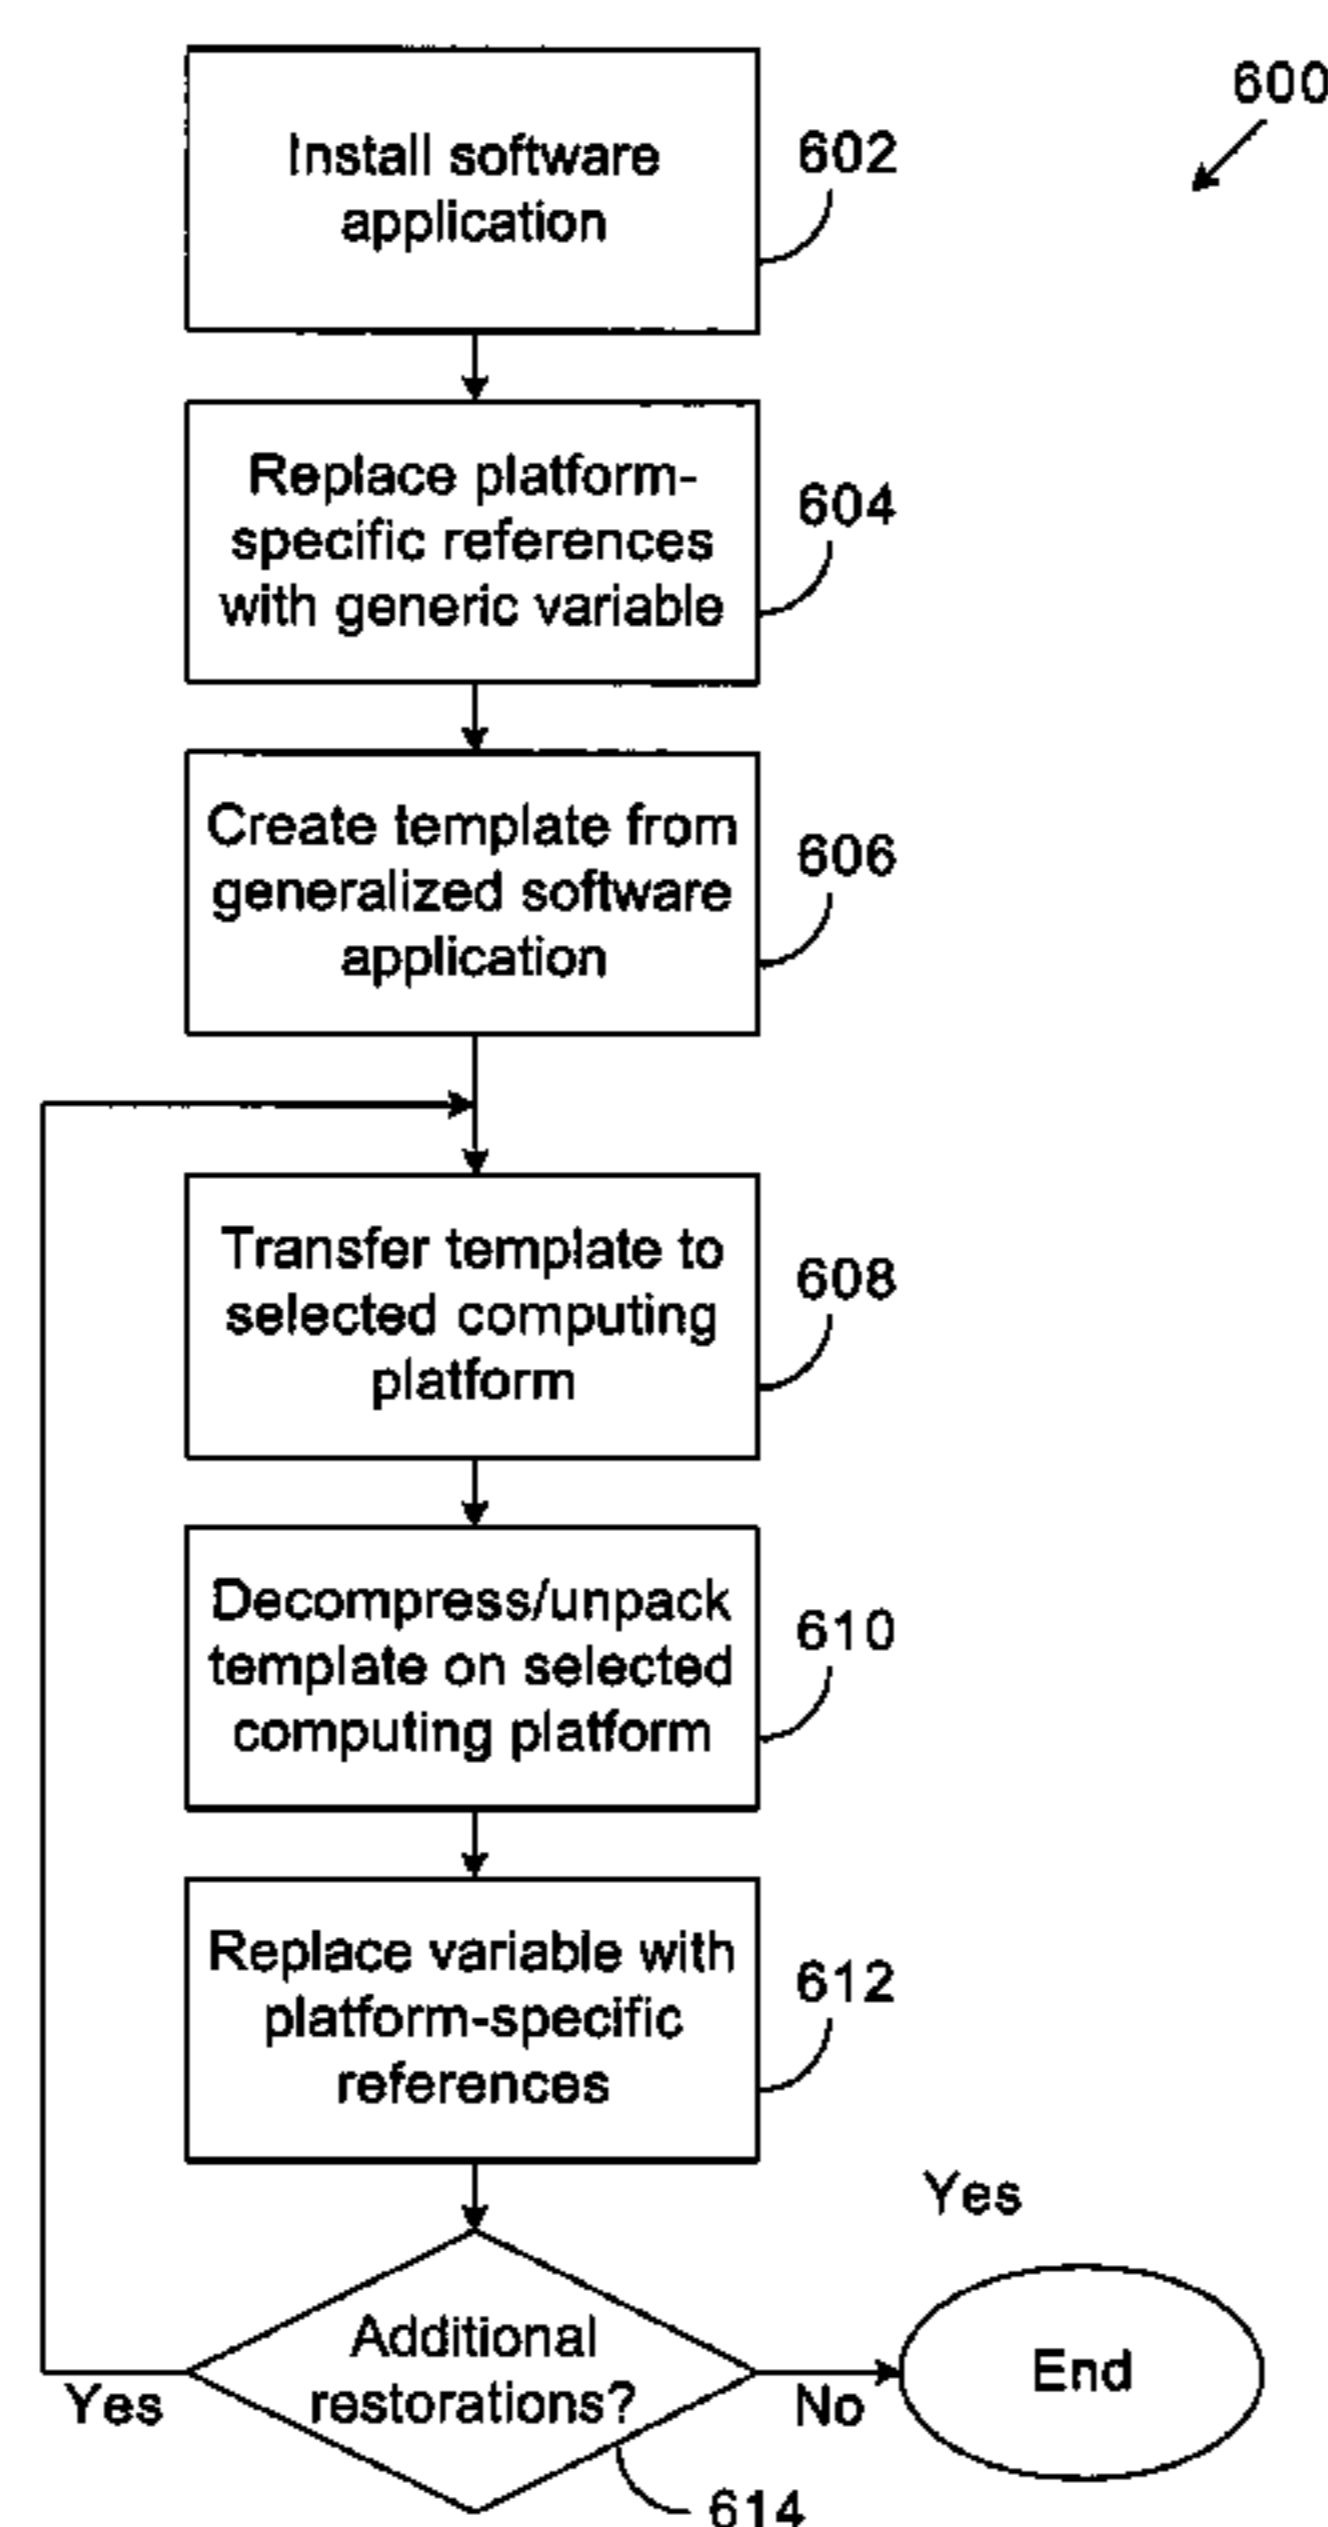 600
Install software
application
602
Replace platform-
specific references
with generic variable
604
Create template from
generalized software
application
606
Transfer template to
selected computing
platform
608
Decompress/unpack
template on selected
computing platform
610
Replace variable with
platform-specific
references
612
Yes
Additional
restorations?
End
Yes
No
614